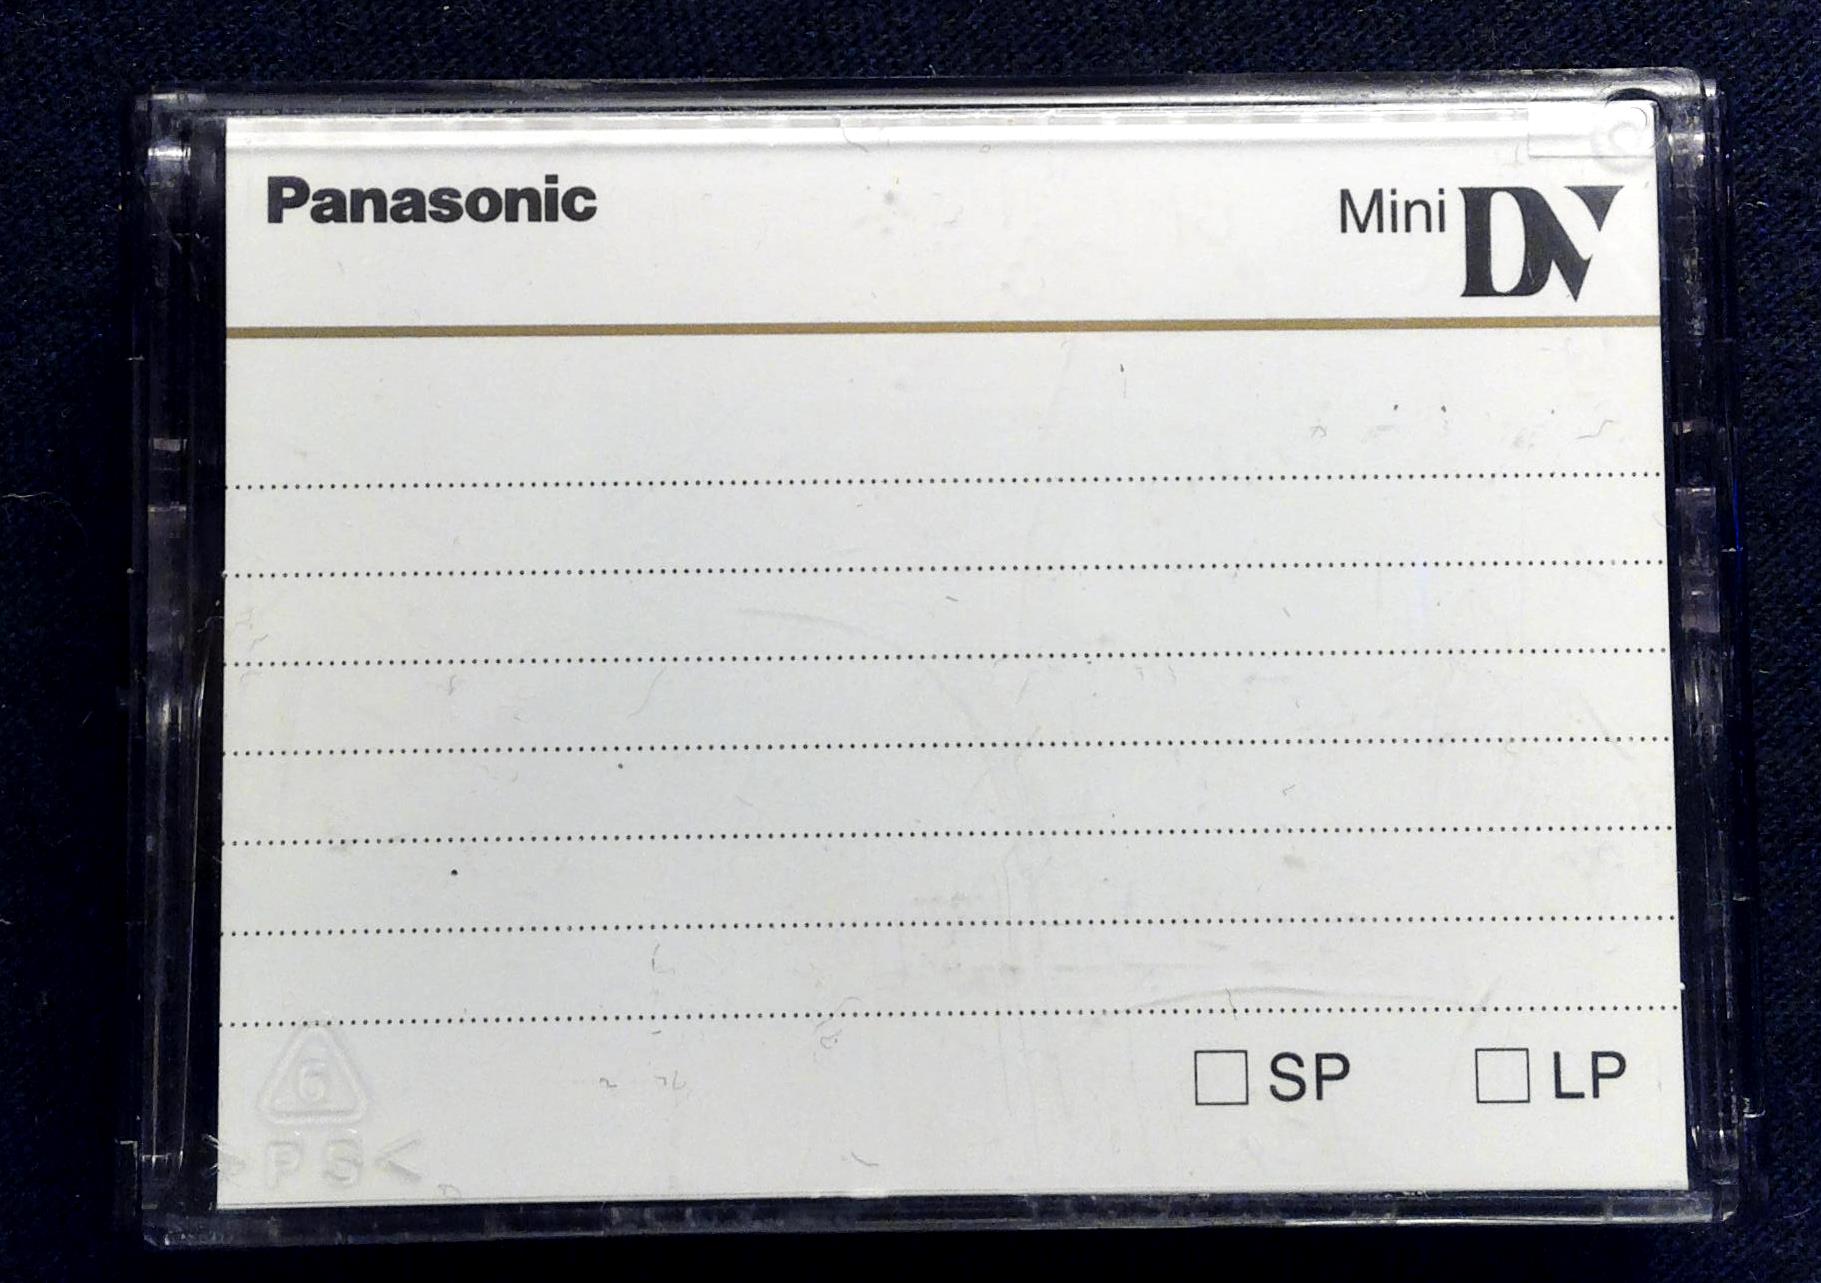 Panasonic
Mini DV
SP LP
6
>PS<